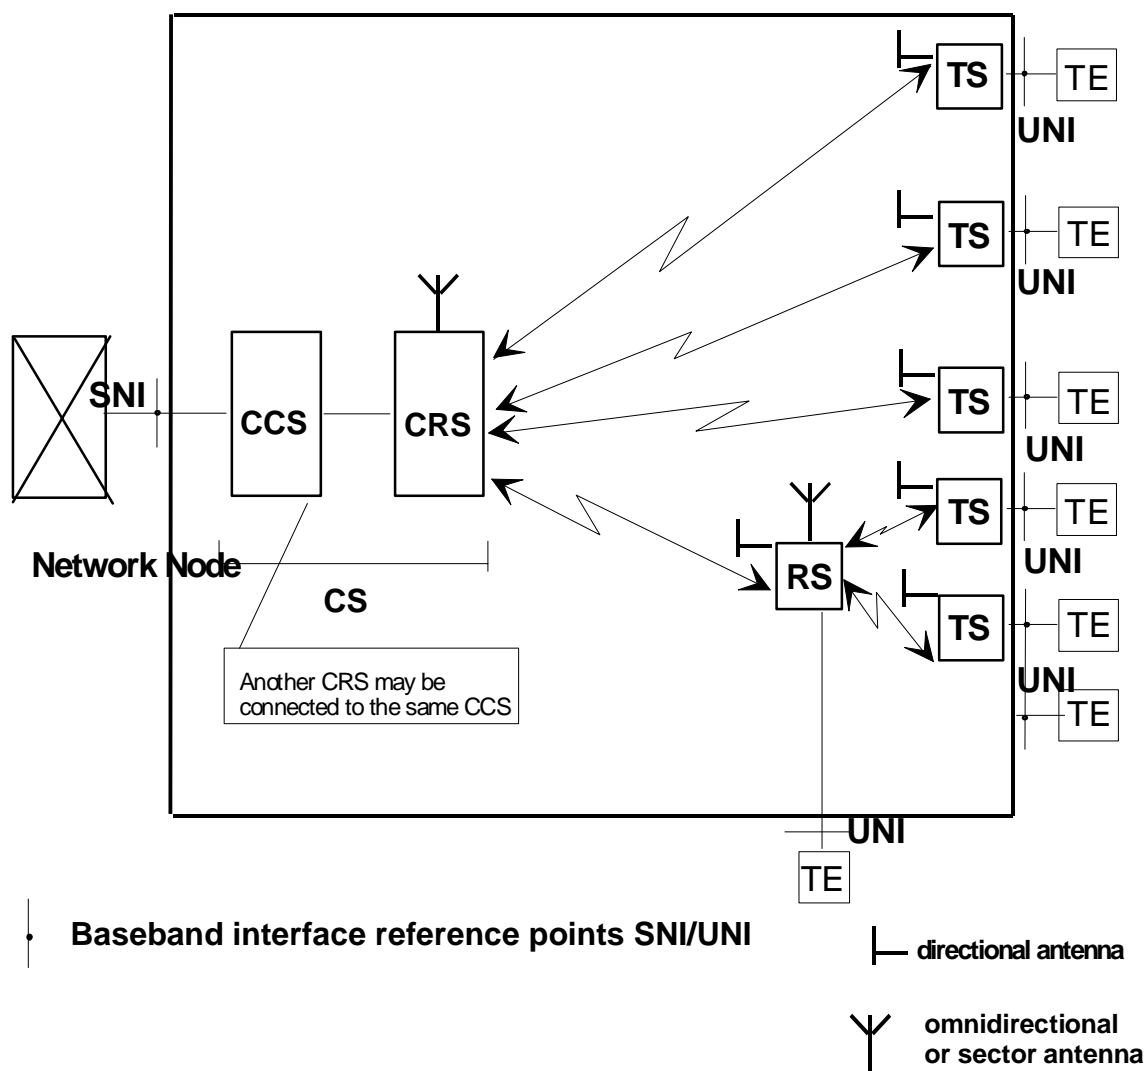 TS
TE
UNI
TS
TE
UNI
SNI
CCS
CRS
TS
TE
UNI
TS
TE
UNI
Network Node
CS
RS
TS
TE
UNI
TE
Another CRS may be
connected to the same CCS
UNI
TE
Baseband interface reference points SNI/UNI
directional antenna
omnidirectional
or sector antenna